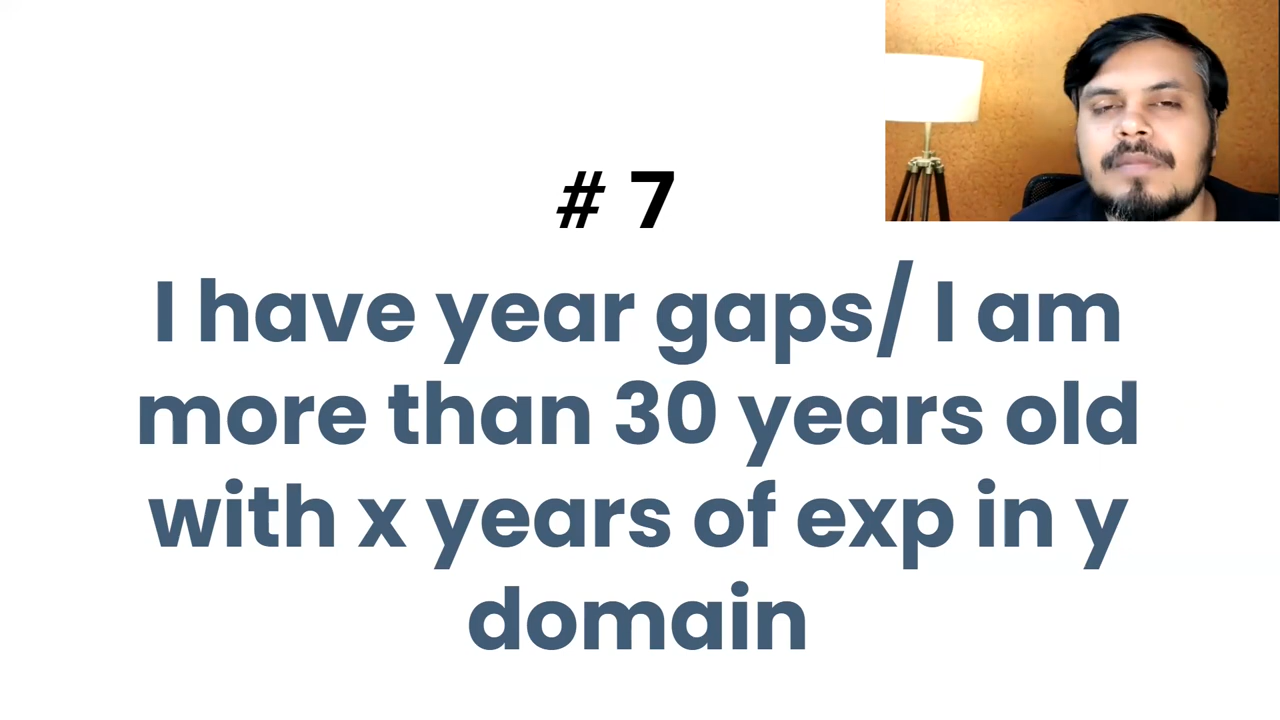 # 7
I have year gaps/ I am
more than 30 years old
with x years of exp in y
domain